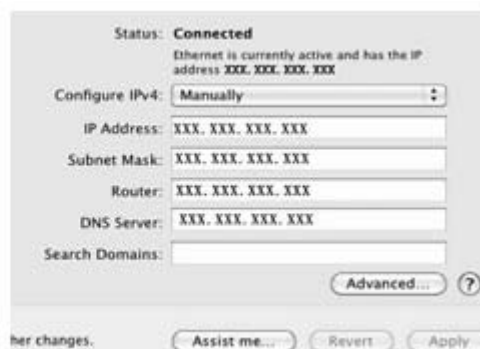 Status: Connected
Ethernet is currently active and has the IP
address XXX. XXX. XXX. XXX
Configure IPv4: Manually
IP Address: XXX. XXX. XXX. XXX
Subnet Mask: XXX. XXX. XXX. XXX
Router: XXX. XXX. XXX. XXX
DNS Server: XXX. XXX. XXX. XXX
Search Domains:
Advanced... ?
her changes. Assist me... Revert Apply